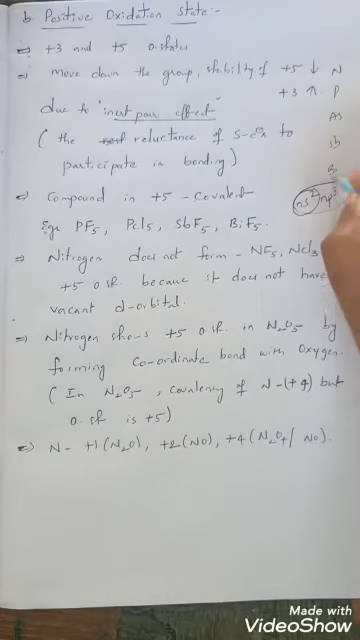 b. Positive Oxidation State :-
⇒ +3 and +5 o.states
⇒ Move down the group, stability of +5 ↓
+3 ↑
due to "inert pair effect"
( the reluctance of s-e⁻s to
participate in bonding )
⇒ Compound in +5 - covalent
Eg:- PF5, PCl5, SbF5, BiF5.
⇒ Nitrogen does not form - NF5, NCl5
+5 o.st. because it does not have
vacant d-orbital.
⇒ Nitrogen shows +5 o.st. in N2O5 by
forming co-ordinate bond with oxygen.
( In N2O5, covalency of N - (+4) but
o.st is +5 )
⇒ N - +1 (N2O), +2 (NO), +4 (N2O4/ NO).
N
P
As
Sb
Bi
ns² np³
Made with
VideoShow